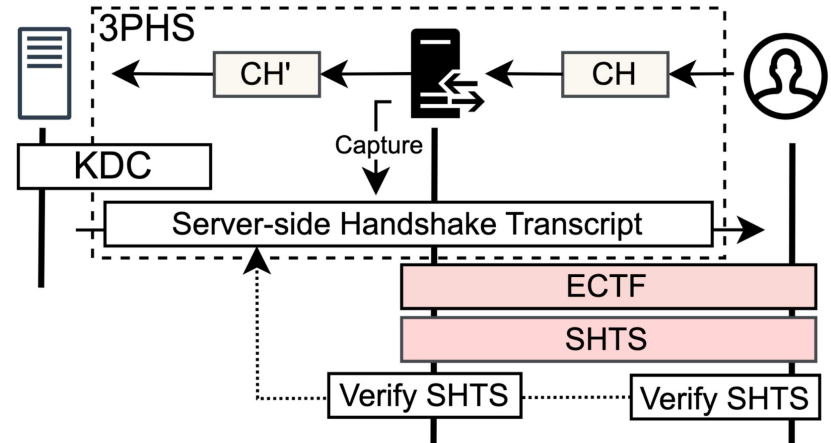 3PHS
CH'
CH
Capture
KDC
Server-side Handshake Transcript
ECTF
SHTS
Verify SHTS
Verify SHTS